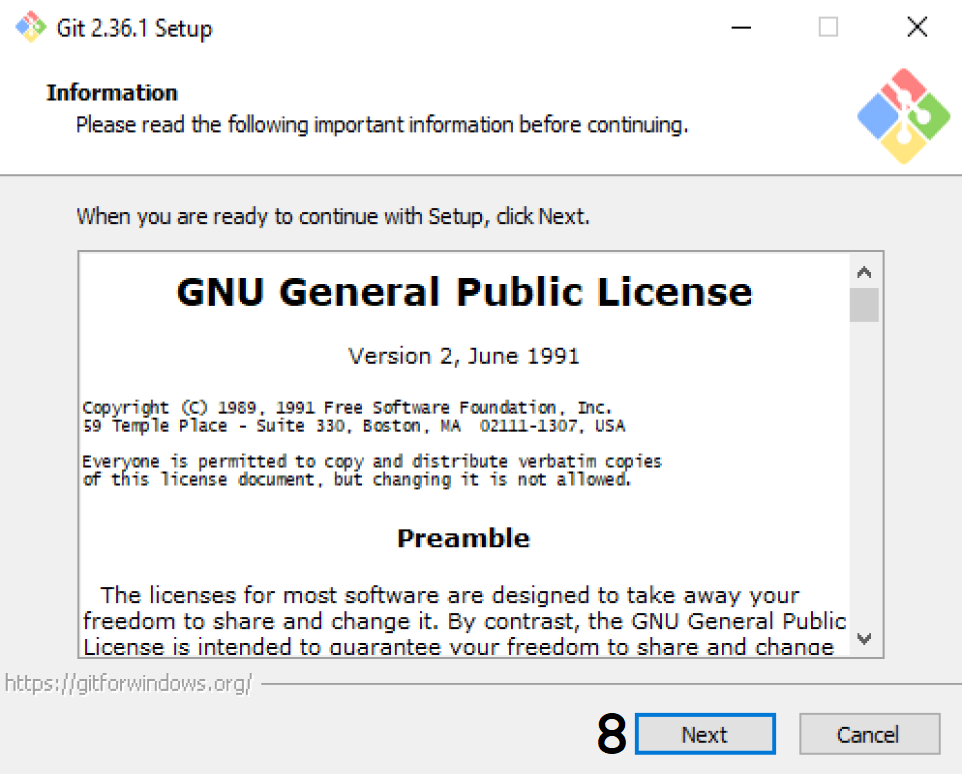 Git 2.36.1 Setup
Information
Please read the following important information before continuing.
When you are ready to continue with Setup, click Next.
GNU General Public License
Version 2, June 1991
Copyright (C) 1989, 1991 Free Software Foundation, Inc.
59 Temple Place - Suite 330, Boston, MA  02111-1307, USA
Everyone is permitted to copy and distribute verbatim copies
of this license document, but changing it is not allowed.
Preamble
The licenses for most software are designed to take away your
freedom to share and change it. By contrast, the GNU General Public
License is intended to guarantee your freedom to share and change
https://gitforwindows.org/
8 Next Cancel